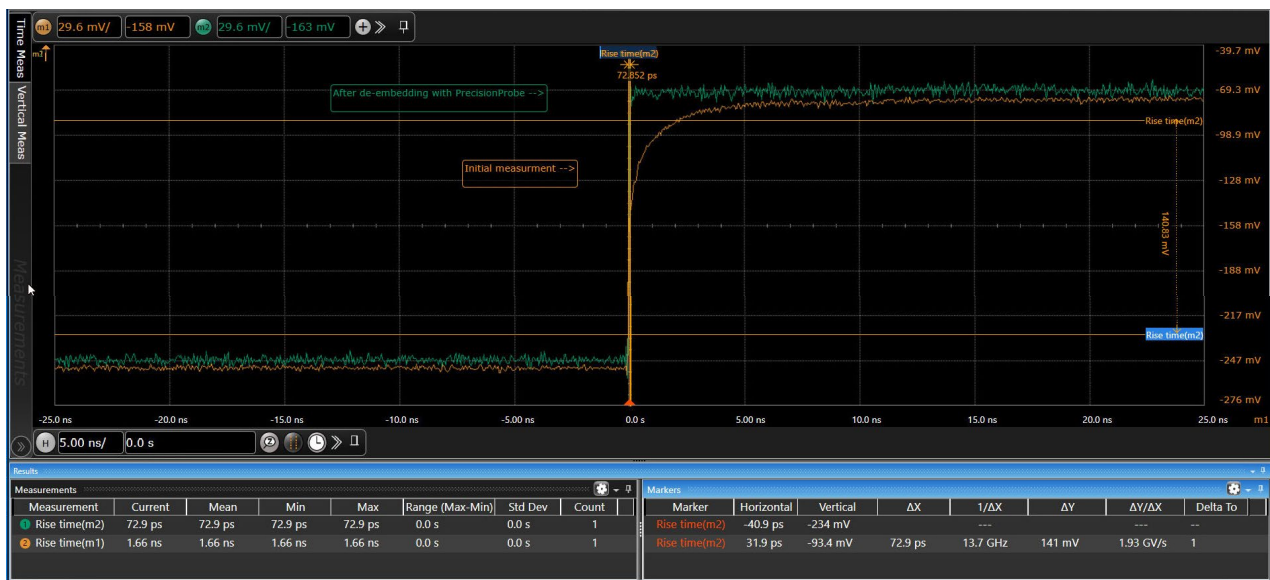 m1 29.6 mV/ -158 mV m2 29.6 mV/ -163 mV
Time Meas
Vertical Meas
Measurements
m1
Rise time(m2)
72.852 ps
-39.7 mV
After de-embedding with PrecisionProbe -->
-69.3 mV
Rise time(m2)
-98.9 mV
Initial measurment -->
-128 mV
140.83 mV
-158 mV
-188 mV
-217 mV
Rise time(m2)
-247 mV
-276 mV
-25.0 ns -20.0 ns -15.0 ns -10.0 ns -5.00 ns 0.0 s 5.00 ns 10.0 ns 15.0 ns 20.0 ns 25.0 ns m1
H 5.00 ns/ 0.0 s
Results
Measurements
Measurement Current Mean Min Max Range (Max-Min) Std Dev Count
1 Rise time(m2) 72.9 ps 72.9 ps 72.9 ps 72.9 ps 0.0 s 0.0 s 1
2 Rise time(m1) 1.66 ns 1.66 ns 1.66 ns 1.66 ns 0.0 s 0.0 s 1
Markers
Marker Horizontal Vertical ΔX 1/ΔX ΔY ΔY/ΔX Delta To
Rise time(m2) -40.9 ps -234 mV --- --- --
Rise time(m2) 31.9 ps -93.4 mV 72.9 ps 13.7 GHz 141 mV 1.93 GV/s 1